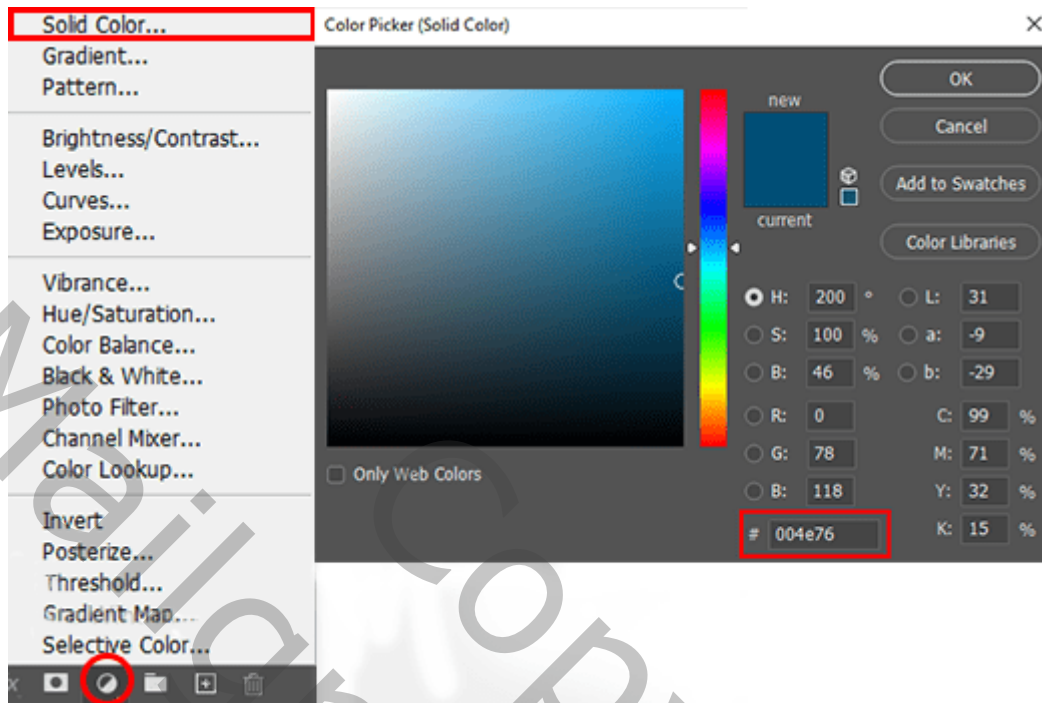 Solid Color...
Gradient...
Pattern...
Brightness/Contrast...
Levels...
Curves...
Exposure...
Vibrance...
Hue/Saturation...
Color Balance...
Black & White...
Photo Filter...
Channel Mixer...
Color Lookup...
Invert
Posterize...
Threshold...
Gradient Map...
Selective Color...
Color Picker (Solid Color)
OK
new
Cancel
Add to Swatches
current
Color Libraries
H: 200 ° L: 31
S: 100 % a: -9
B: 46 % b: -29
R: 0 C: 99 %
G: 78 M: 71 %
Only Web Colors
B: 118 Y: 32 %
# 004e76 K: 15 %